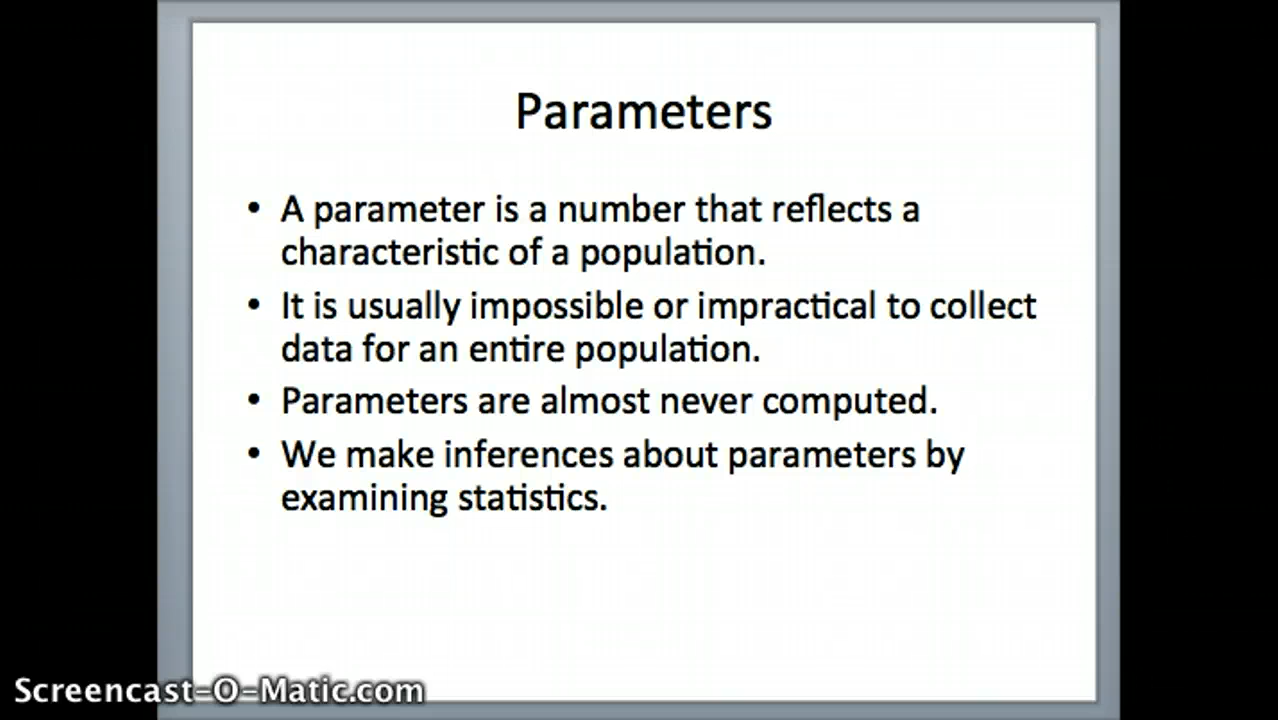 Parameters
• A parameter is a number that reflects a
characteristic of a population.
• It is usually impossible or impractical to collect
data for an entire population.
• Parameters are almost never computed.
• We make inferences about parameters by
examining statistics.
Screencast-O-Matic.com